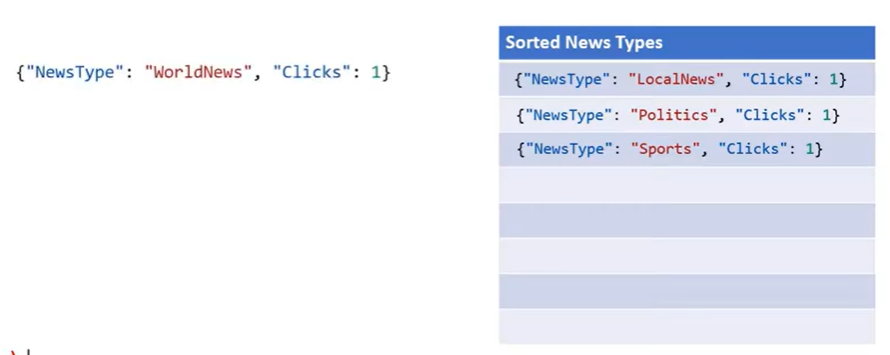 {"NewsType": "WorldNews", "Clicks": 1}
Sorted News Types
{"NewsType": "LocalNews", "Clicks": 1}
{"NewsType": "Politics", "Clicks": 1}
{"NewsType": "Sports", "Clicks": 1}